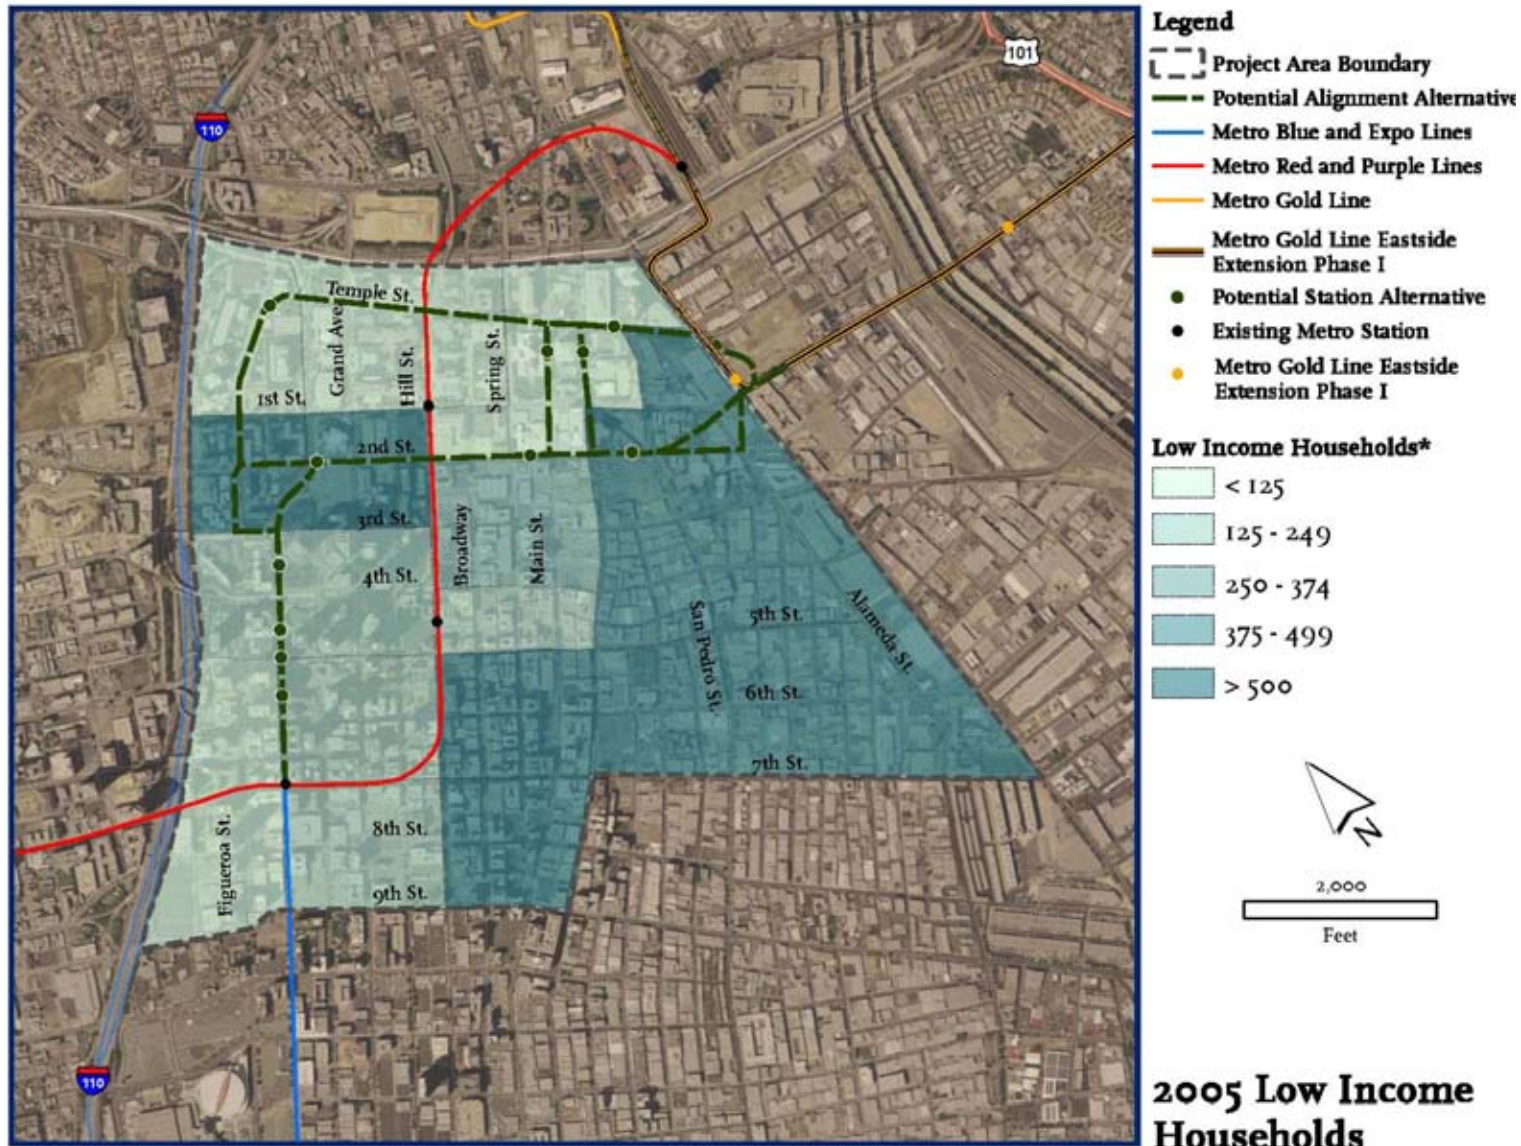 110
101
Temple St.
Grand Ave.
Hill St.
Spring St.
1st St.
2nd St.
3rd St.
Broadway
Main St.
4th St.
San Pedro St.
5th St.
Alameda St.
6th St.
7th St.
Figueroa St.
8th St.
9th St.
110
Legend
Project Area Boundary
Potential Alignment Alternative
Metro Blue and Expo Lines
Metro Red and Purple Lines
Metro Gold Line
Metro Gold Line Eastside
Extension Phase I
Potential Station Alternative
Existing Metro Station
Metro Gold Line Eastside
Extension Phase I
Low Income Households*
< 125
125 - 249
250 - 374
375 - 499
> 500
N
2,000
Feet
2005 Low Income
Households